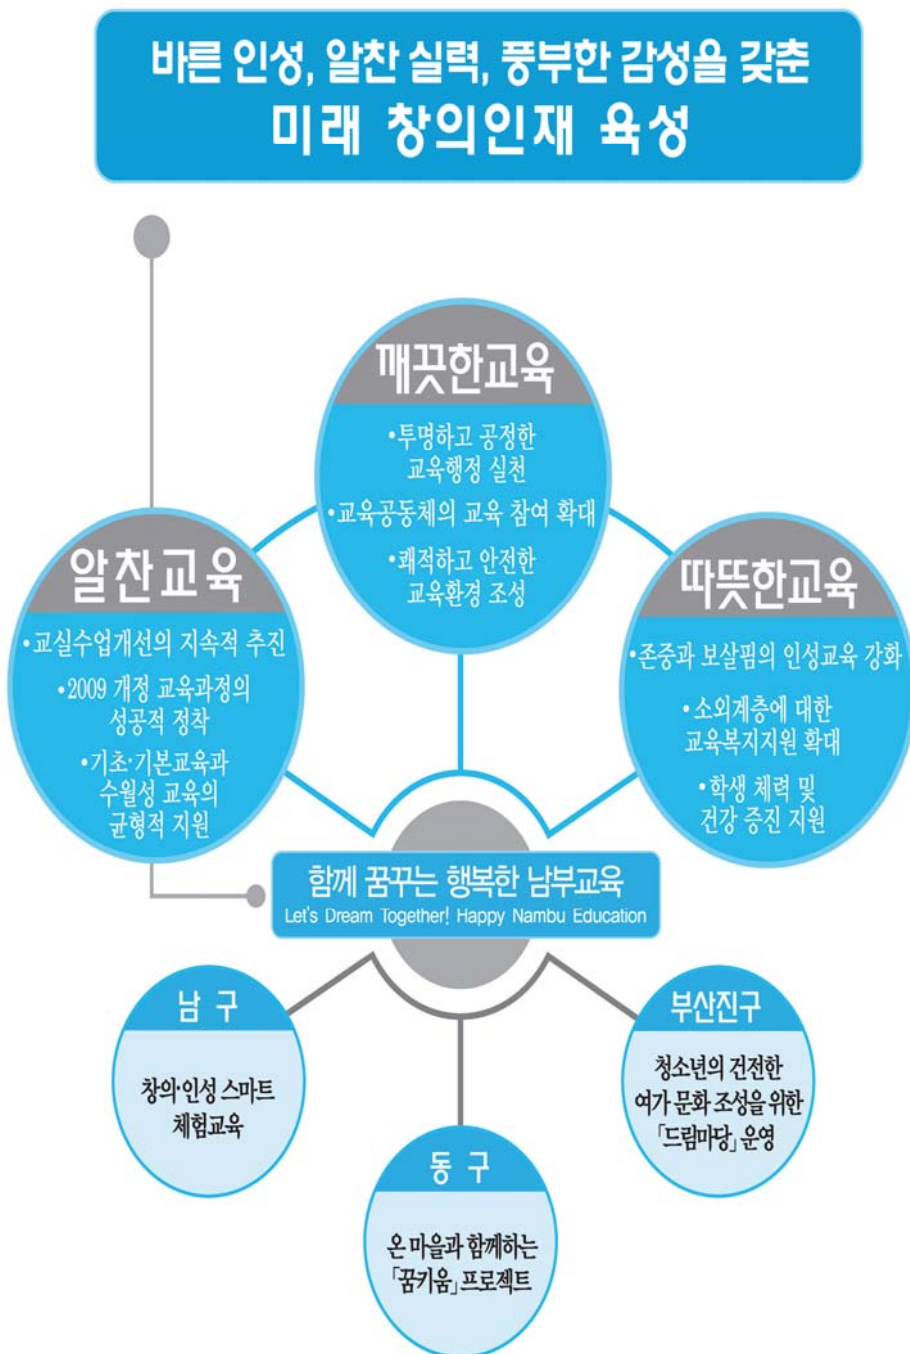 바른 인성, 알찬 실력, 풍부한 감성을 갖춘
미래 창의인재 육성
깨끗한교육
•투명하고 공정한
교육행정 실천
•교육공동체의 교육 참여 확대
•쾌적하고 안전한
교육환경 조성
알찬교육
•교실수업개선의 지속적 추진
•2009 개정 교육과정의
성공적 정착
•기초·기본교육과
수월성 교육의
균형적 지원
따뜻한교육
•존중과 보살핌의 인성교육 강화
•소외계층에 대한
교육복지지원 확대
•학생 체력 및
건강 증진 지원
함께 꿈꾸는 행복한 남부교육
Let's Dream Together! Happy Nambu Education
남 구
창의·인성 스마트
체험교육
동 구
온 마을과 함께하는
「꿈키움」프로젝트
부산진구
청소년의 건전한
여가 문화 조성을 위한
「드림마당」운영